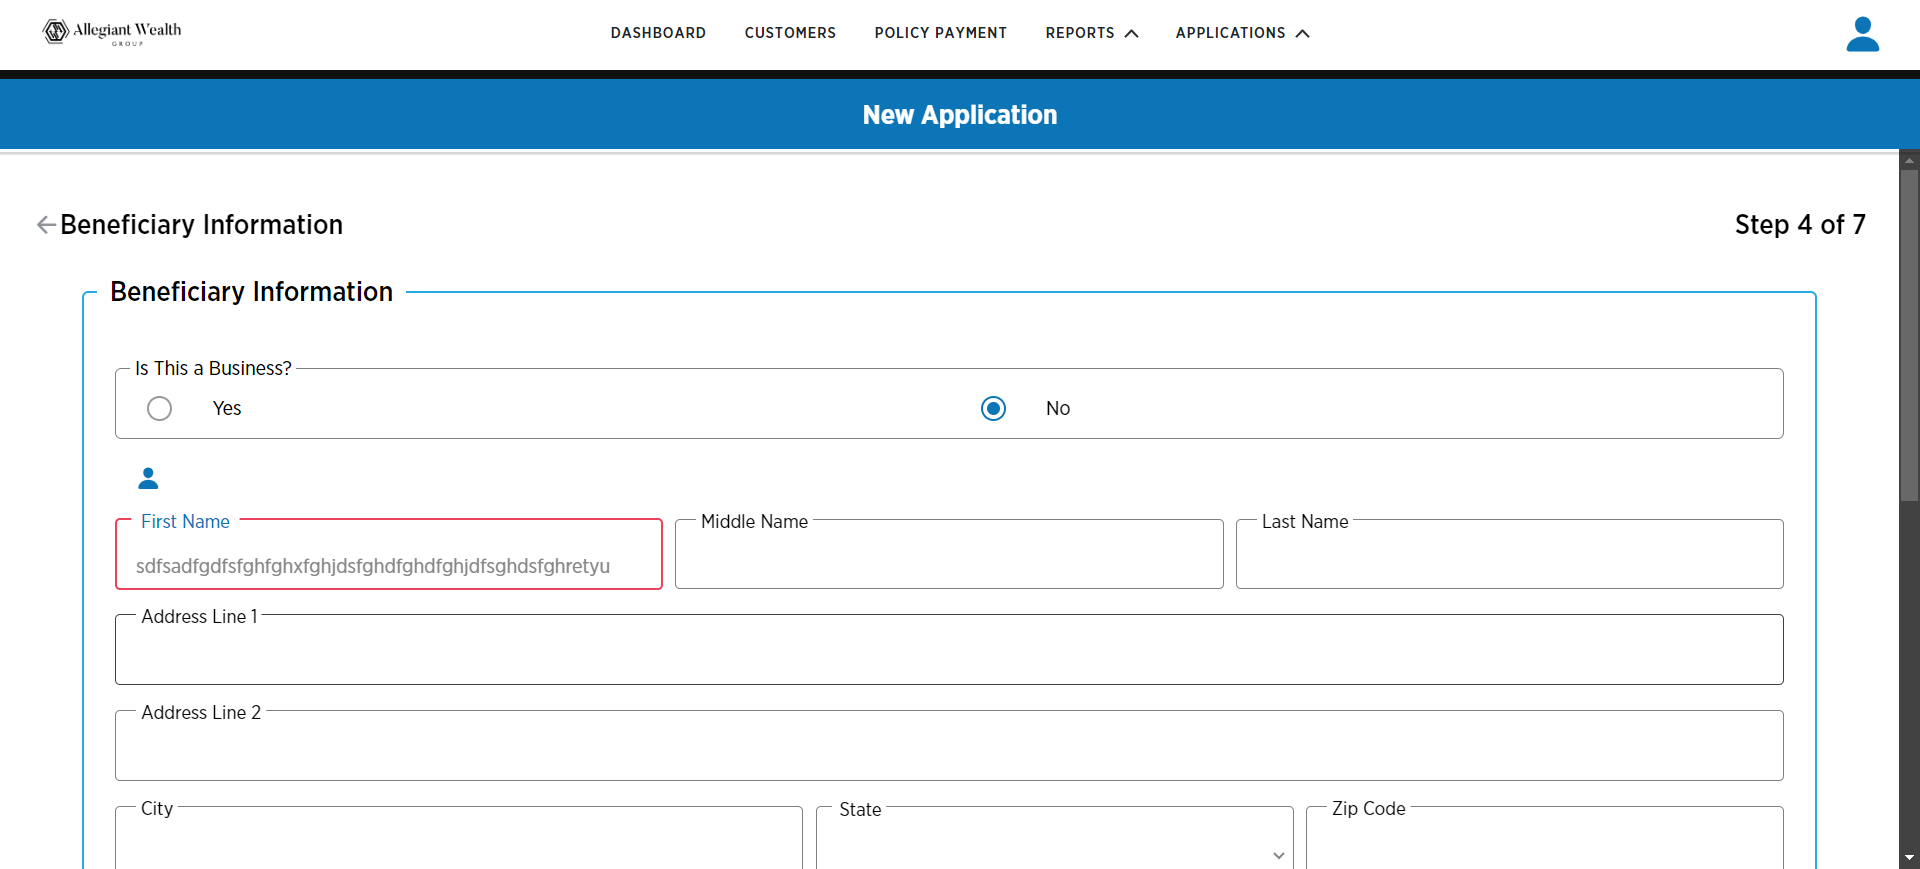 Allegiant Wealth
GROUP
DASHBOARD CUSTOMERS POLICY PAYMENT REPORTS APPLICATIONS
New Application
Beneficiary Information
Step 4 of 7
Beneficiary Information
Is This a Business?
Yes No
First Name Middle Name Last Name
sdfsadfgdfsfghfghxfghjdsfghdfghdfghjdfsghdsfghretyu
Address Line 1
Address Line 2
City State Zip Code